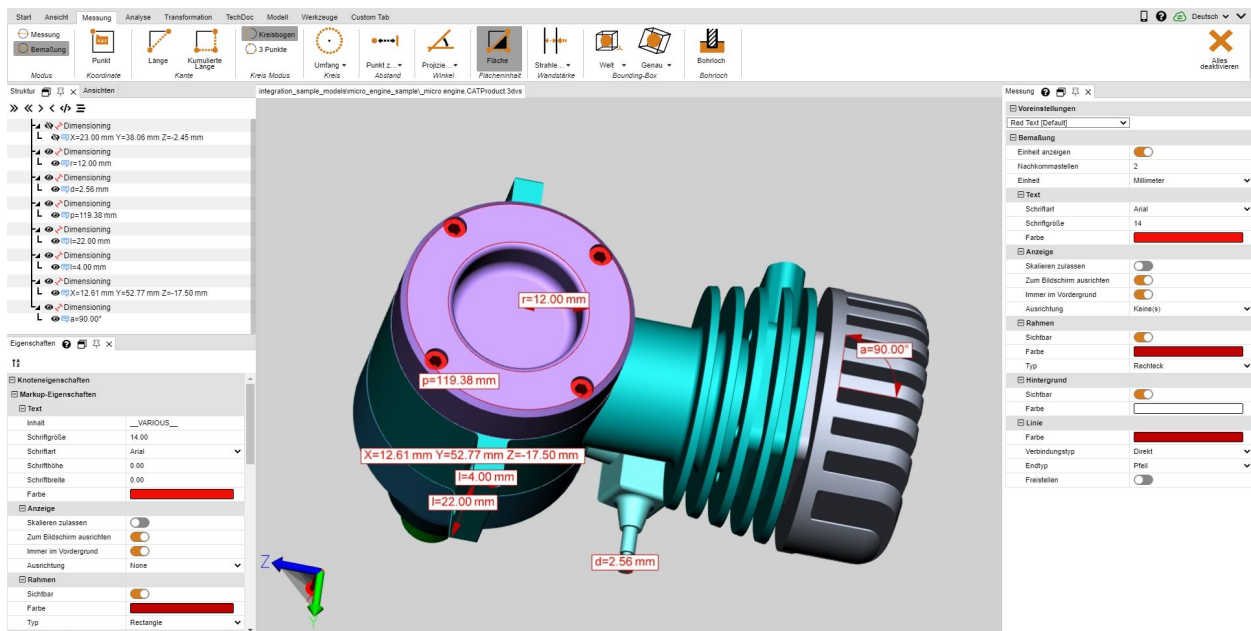 Start Ansicht Messung Analyse Transformation TechDoc Modell Werkzeuge Custom Tab
Deutsch
Messung
Bemaßung
Modus
Punkt
Koordinate
Länge
Kumulierte Länge
Kante
Kreisbogen
3 Punkte
Kreis Modus
Umfang
Kreis
Punkt z...
Abstand
Projizie...
Winkel
Fläche
Flächeninhalt
Strahle...
Wandstärke
Welt
Genau
Bounding-Box
Bohrloch
Bohrloch
Alles deaktivieren
Struktur
Ansichten
Dimensioning
X=23.00 mm Y=38.06 mm Z=-2.45 mm
Dimensioning
r=12.00 mm
Dimensioning
d=2.56 mm
Dimensioning
p=119.38 mm
Dimensioning
l=22.00 mm
Dimensioning
l=4.00 mm
Dimensioning
X=12.61 mm Y=52.77 mm Z=-17.50 mm
Dimensioning
a=90.00°
Eigenschaften
Knoteneigenschaften
Markup-Eigenschaften
Text
Inhalt __VARIOUS__
Schriftgröße 14.00
Schriftart Arial
Schrifthöhe 0.00
Schriftbreite 0.00
Farbe
Anzeige
Skalieren zulassen
Zum Bildschirm ausrichten
Immer im Vordergrund
Ausrichtung None
Rahmen
Sichtbar
Farbe
Typ Rectangle
integration_sample_models\micro_engine_sample\_micro engine.CATProduct.3dvs
r=12.00 mm
a=90.00°
p=119.38 mm
X=12.61 mm Y=52.77 mm Z=-17.50 mm
l=4.00 mm
l=22.00 mm
d=2.56 mm
Z
Y
Messung
Voreinstellungen
Red Text [Default]
Bemaßung
Einheit anzeigen
Nachkommastellen 2
Einheit Millimeter
Text
Schriftart Arial
Schriftgröße 14
Farbe
Anzeige
Skalieren zulassen
Zum Bildschirm ausrichten
Immer im Vordergrund
Ausrichtung Keine(s)
Rahmen
Sichtbar
Farbe
Typ Rechteck
Hintergrund
Sichtbar
Farbe
Linie
Farbe
Verbindungstyp Direkt
Endtyp Pfeil
Freistellen